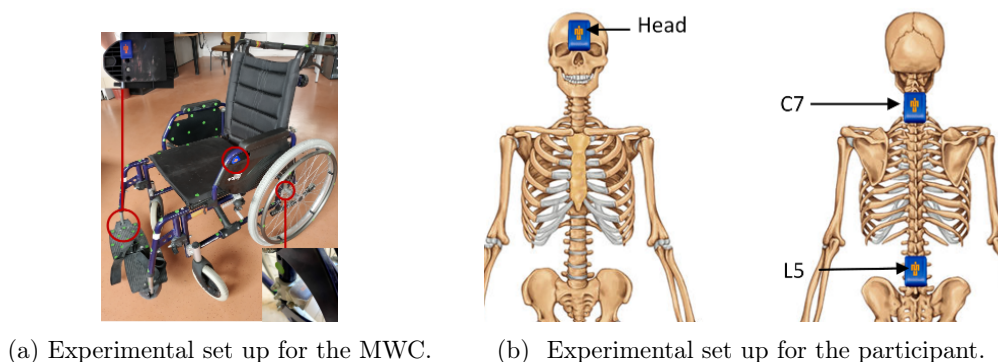 Head
C7
L5
(a) Experimental set up for the MWC.
(b) Experimental set up for the participant.